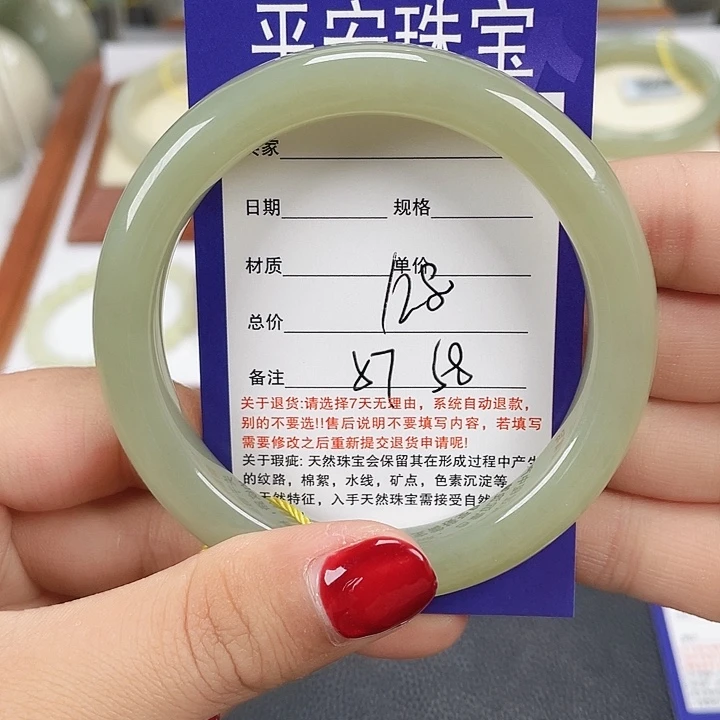 平安珠宝
家
日期 规格
材质 单价
128
总价
备注 87 58
关于退货:请选择7天无理由，系统自动退款，
别的不要选!!售后说明不要填写内容，若填写
需要修改之后重新提交退货申请呢!
关于瑕疵: 天然珠宝会保留其在形成过程中产生
的纹路，棉絮，水线，矿点，色素沉淀等
天然特征，入手天然珠宝需接受自然